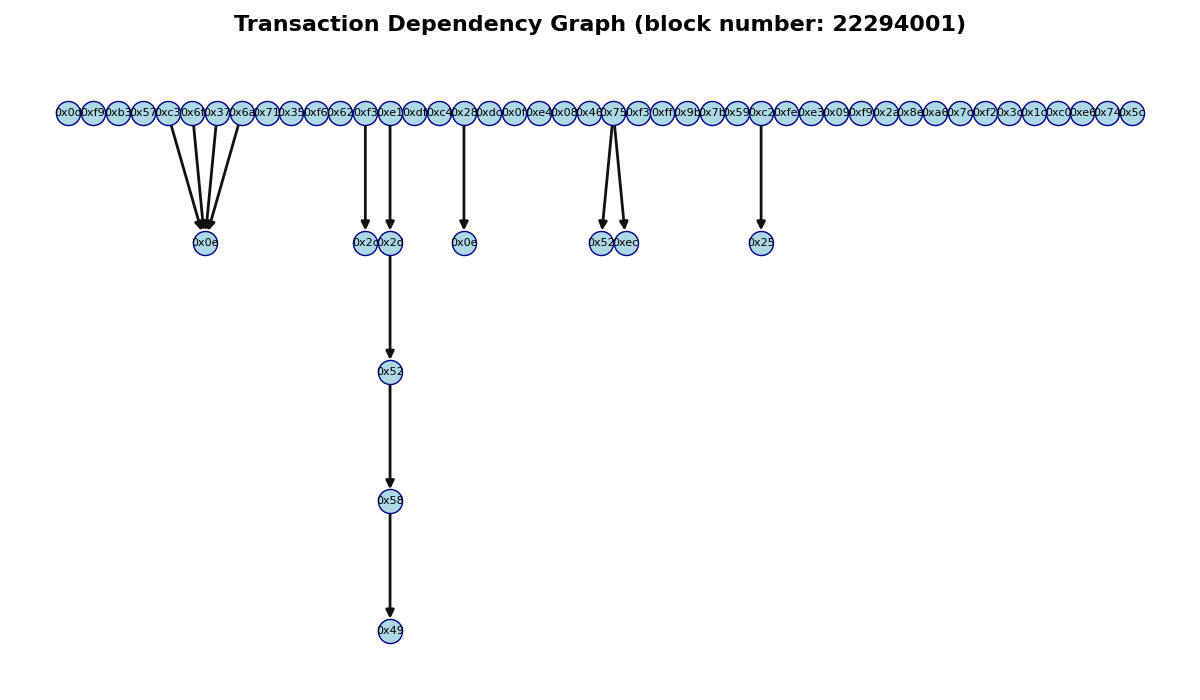 Transaction Dependency Graph (block number: 22294001)
0x0d 0xf9 0xb3 0x57 0xc3 0x6f 0x37 0x6a 0x71 0x35 0xf6 0x62 0xf3 0xe1 0xdf 0xc4 0x28 0xdc 0x0f 0xe4 0x08 0x46 0x75 0xf3 0xff 0x9b 0x7b 0x59 0xc2 0xfe 0xe3 0x09 0xf9 0x2a 0x8e 0xa6 0x7c 0xf2 0x3c 0x1c 0xc0 0xe6 0x74 0x5c
0x0e 0x2c 0x2d 0x0e 0x52 0xec 0x25
0x52
0x58
0x49